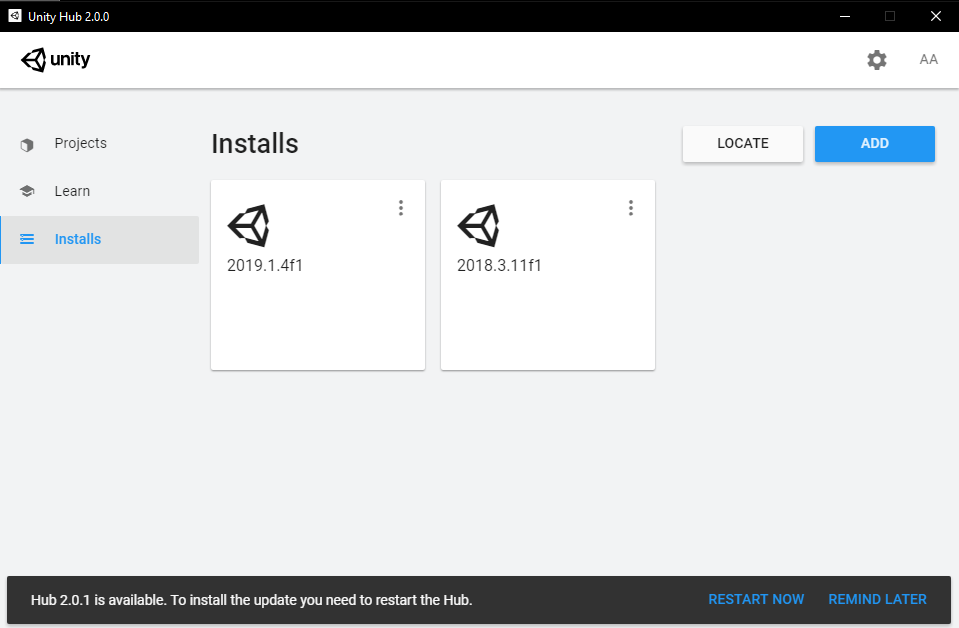 Unity Hub 2.0.0
unity
AA
Projects
Learn
Installs
Installs
LOCATE
ADD
2019.1.4f1
2018.3.11f1
Hub 2.0.1 is available. To install the update you need to restart the Hub.
RESTART NOW
REMIND LATER